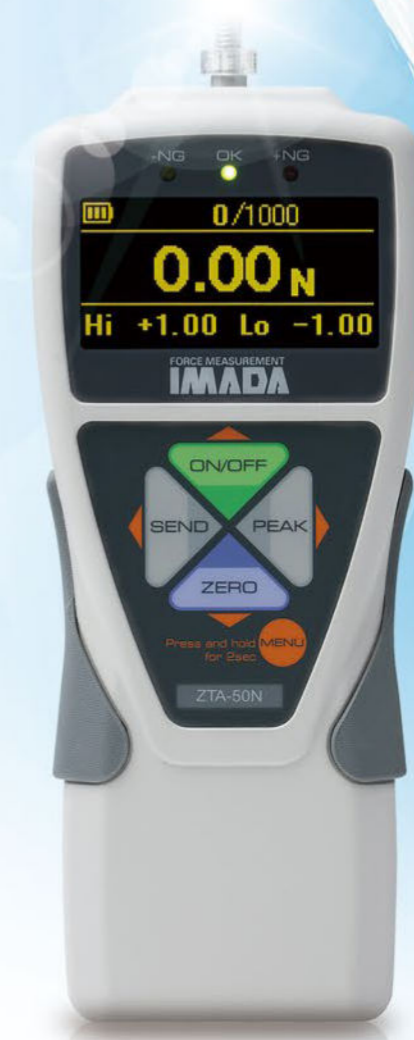 -NG OK +NG
0/1000
0.00 N
Hi +1.00 Lo -1.00
FORCE MEASUREMENT
IMADA
ON/OFF
SEND PEAK
ZERO
Press and hold MENU
for 2sec
ZTA-50N